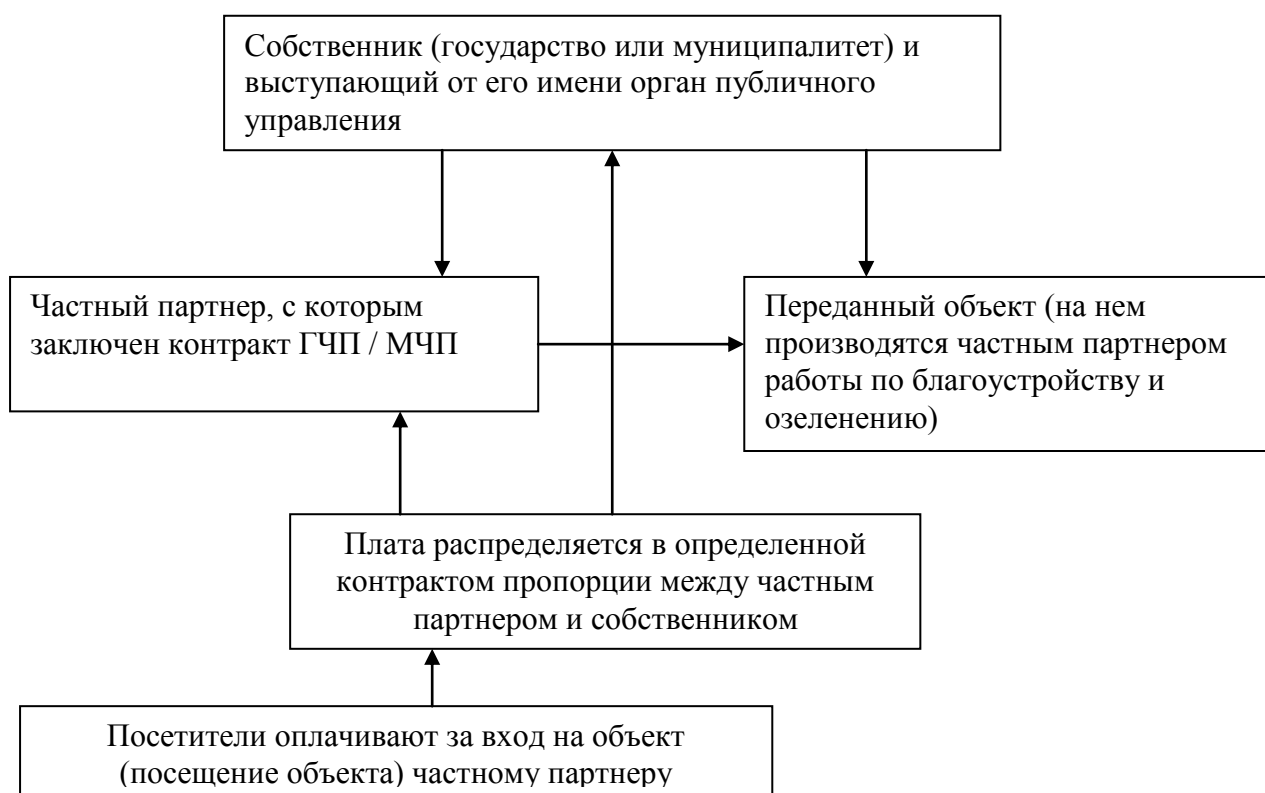 Собственник (государство или муниципалитет) и
выступающий от его имени орган публичного
управления
Частный партнер, с которым
заключен контракт ГЧП / МЧП
Переданный объект (на нем
производятся частным партнером
работы по благоустройству и
озеленению)
Плата распределяется в определенной
контрактом пропорции между частным
партнером и собственником
Посетители оплачивают за вход на объект
(посещение объекта) частному партнеру